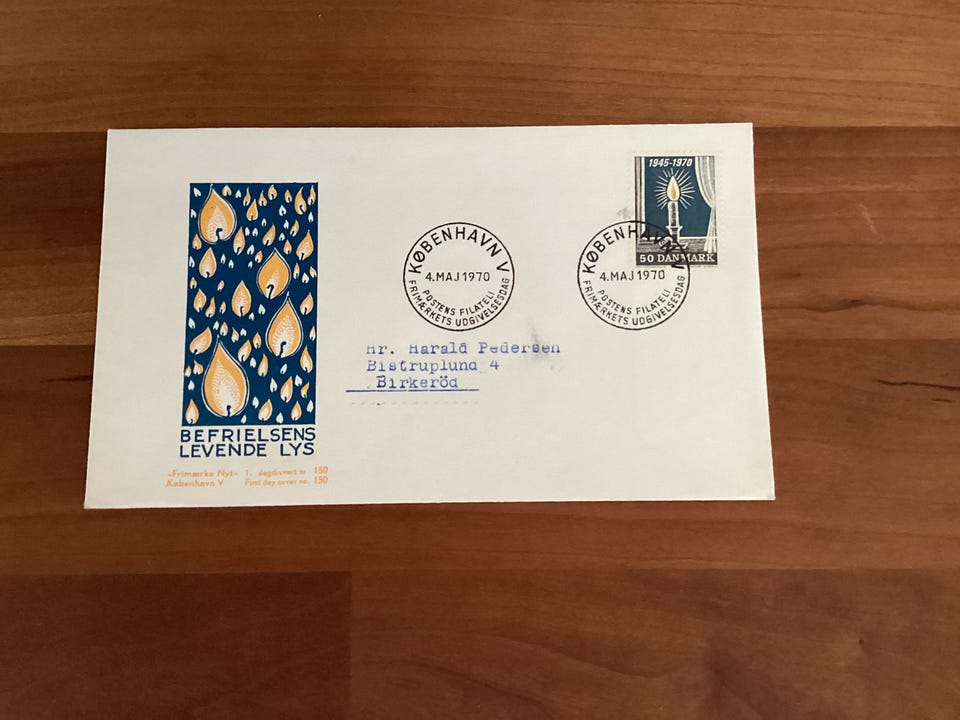 1945-1970
50 DANMARK
KØBENHAVN V
4.MAJ 1970
POSTENS FILATELI
FRIMÆRKETS UDGIVELSESDAG
KØBENHAVN V
4.MAJ 1970
POSTENS FILATELI
FRIMÆRKETS UDGIVELSESDAG
Hr. Harald Pedersen
Bistruplund 4
Birkeröd
BEFRIELSENS
LEVENDE LYS
»Frimærke Nyt« 1. dagskuvert nr. 150
København V First day cover no. 150